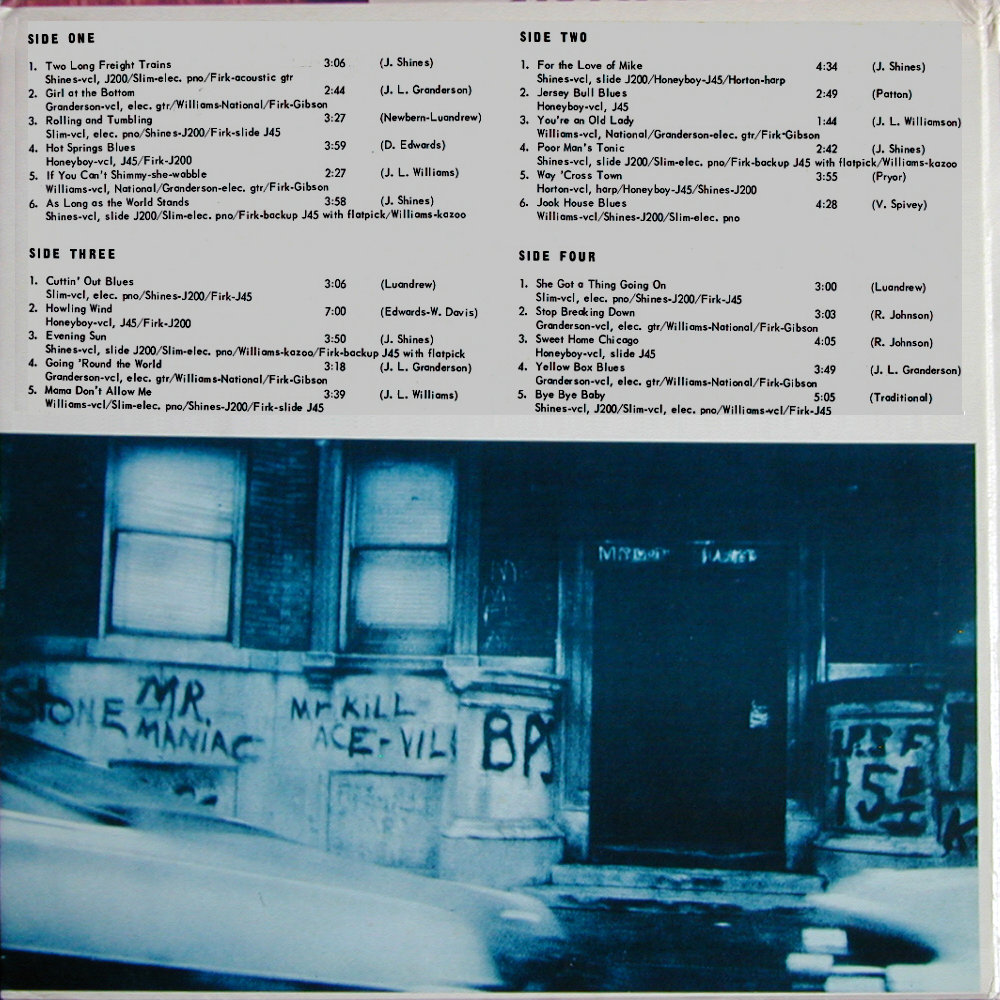 SIDE ONE
1. Two Long Freight Trains 3:06 (J. Shines)
Shines-vcl, J200/Slim-elec. pno/Firk-acoustic gtr
2. Girl at the Bottom 2:44 (J. L. Granderson)
Granderson-vcl, elec. gtr/Williams-National/Firk-Gibson
3. Rolling and Tumbling 3:27 (Newbern-Luandrew)
Slim-vcl, elec. pno/Shines-J200/Firk-slide J45
4. Hot Springs Blues 3:59 (D. Edwards)
Honeyboy-vcl, J45/Firk-J200
5. If You Can't Shimmy-she-wabble 2:27 (J. L. Williams)
Williams-vcl, National/Granderson-elec. gtr/Firk-Gibson
6. As Long as the World Stands 3:58 (J. Shines)
Shines-vcl, slide J200/Slim-elec. pno/Firk-backup J45 with flatpick/Williams-kazoo
SIDE TWO
1. For the Love of Mike 4:34 (J. Shines)
Shines-vcl, slide J200/Honeyboy-J45/Horton-harp
2. Jersey Bull Blues 2:49 (Patton)
Honeyboy-vcl, J45
3. You're an Old Lady 1:44 (J. L. Williamson)
Williams-vcl, National/Granderson-elec. gtr/Firk-Gibson
4. Poor Man's Tonic 2:42 (J. Shines)
Shines-vcl, slide J200/Slim-elec. pno/Firk-backup J45 with flatpick/Williams-kazoo
5. Way 'Cross Town 3:55 (Pryor)
Horton-vcl, harp/Honeyboy-J45/Shines-J200
6. Jook House Blues 4:28 (V. Spivey)
Williams-vcl/Shines-J200/Slim-elec. pno
SIDE THREE
1. Cuttin' Out Blues 3:06 (Luandrew)
Slim-vcl, elec. pno/Shines-J200/Firk-J45
2. Howling Wind 7:00 (Edwards-W. Davis)
Honeyboy-vcl, J45/Firk-J200
3. Evening Sun 3:50 (J. Shines)
Shines-vcl, slide J200/Slim-elec. pno/Williams-kazoo/Firk-backup J45 with flatpick
4. Going 'Round the World 3:18 (J. L. Granderson)
Granderson-vcl, elec. gtr/Williams-National/Firk-Gibson
5. Mama Don't Allow Me 3:39 (J. L. Williams)
Williams-vcl/Slim-elec. pno/Shines-J200/Firk-slide J45
SIDE FOUR
1. She Got a Thing Going On 3:00 (Luandrew)
Slim-vcl, elec. pno/Shines-J200/Firk-J45
2. Stop Breaking Down 3:03 (R. Johnson)
Granderson-vcl, elec. gtr/Williams-National/Firk-Gibson
3. Sweet Home Chicago 4:05 (R. Johnson)
Honeyboy-vcl, slide J45
4. Yellow Box Blues 3:49 (J. L. Granderson)
Granderson-vcl, elec. gtr/Williams-National/Firk-Gibson
5. Bye Bye Baby 5:05 (Traditional)
Shines-vcl, J200/Slim-vcl, elec. pno/Williams-vcl/Firk-J45
STONE MR.
MANIAC
Mr KILL